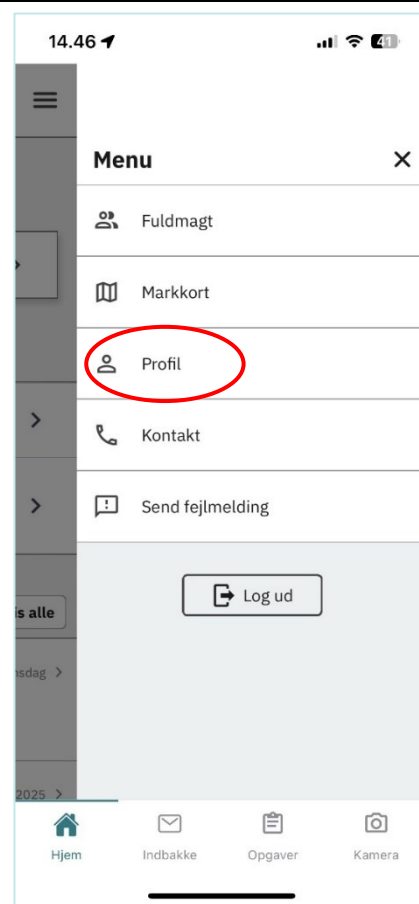 14.46
41
Menu
Fuldmagt
Markkort
Profil
Kontakt
Send fejlmelding
Log ud
is alle
nsdag
2025
Hjem
Indbakke
Opgaver
Kamera